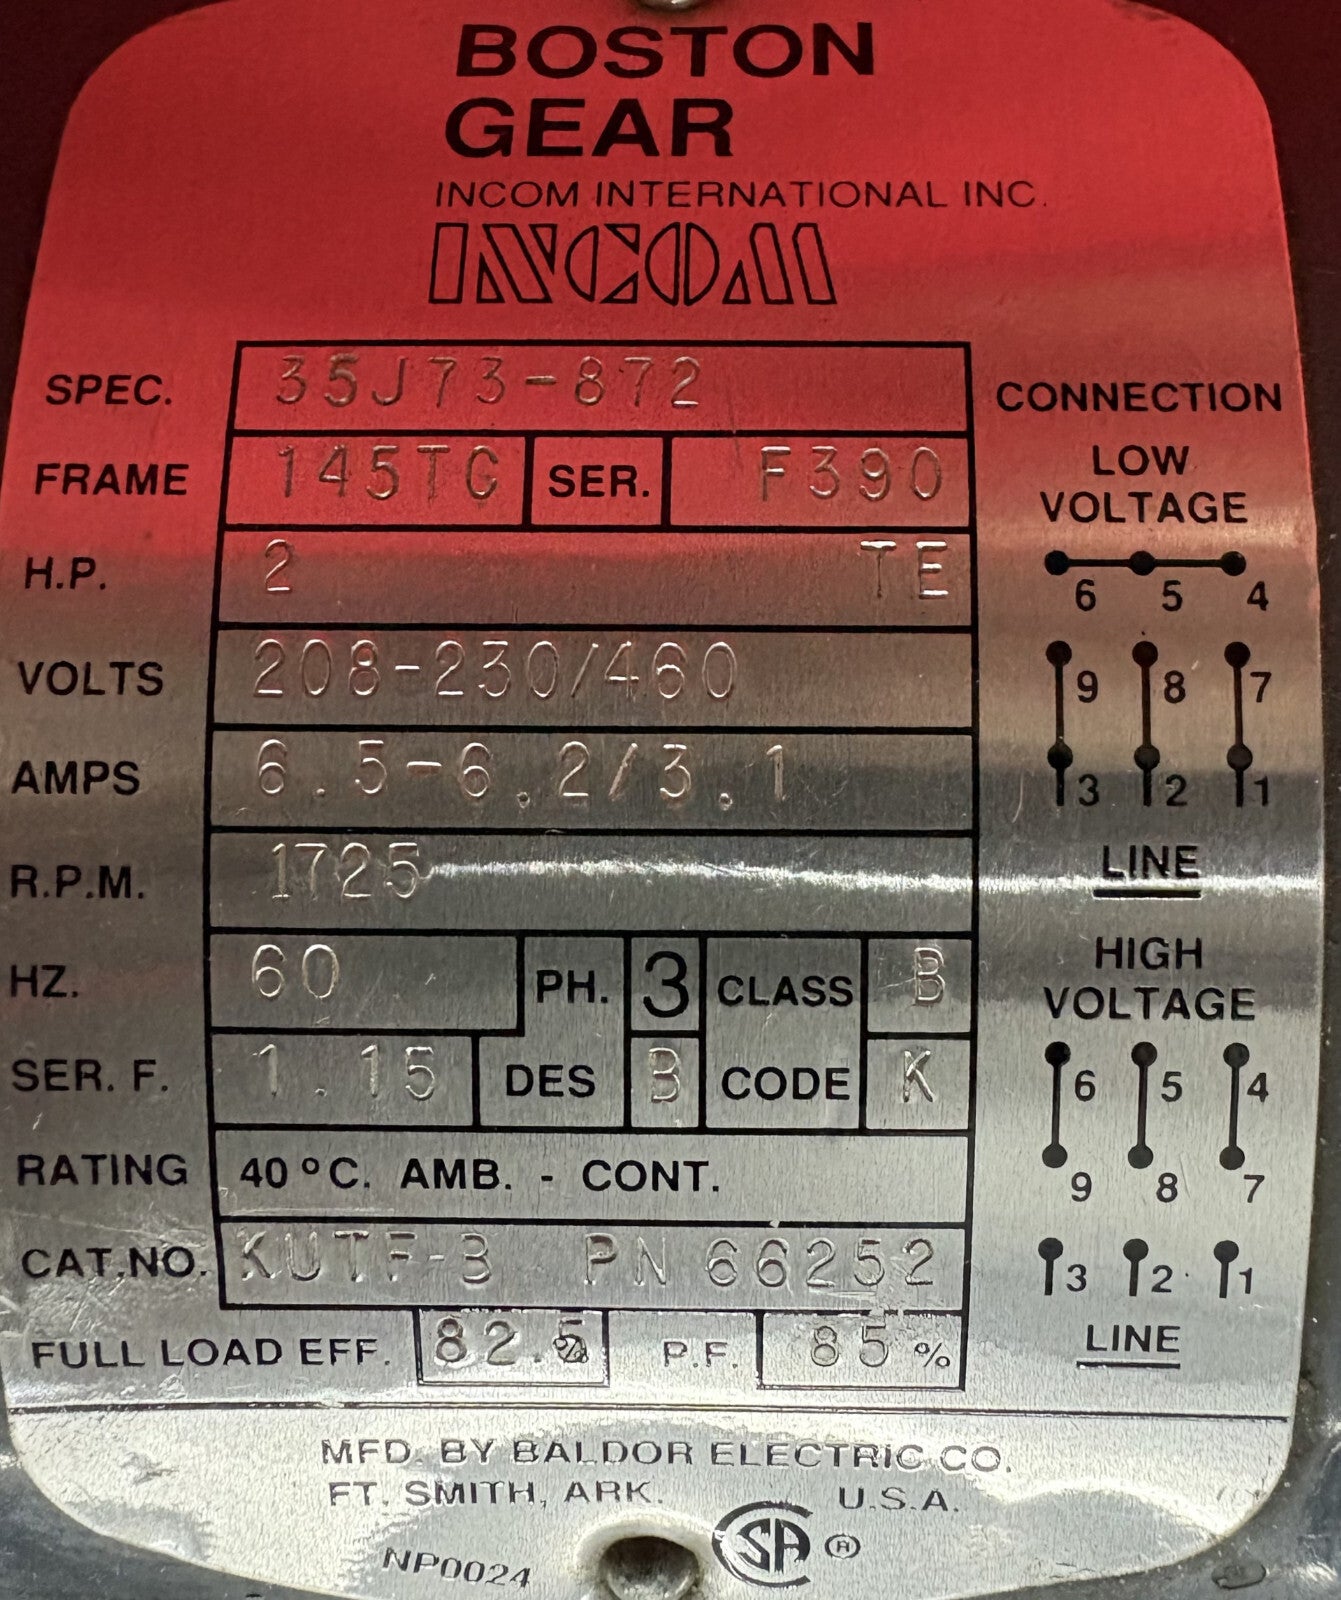 BOSTON
GEAR
INCOM INTERNATIONAL INC.
INCOM
SPEC. 35J73-872
FRAME 145TC SER. F390
H.P. 2 TE
VOLTS 208-230/460
AMPS 6.5-6.2/3.1
R.P.M. 1725
HZ. 60 PH. 3 CLASS B
SER. F. 1.15 DES B CODE K
RATING 40°C. AMB. - CONT.
CAT.NO. KUTF-B PN 66252
FULL LOAD EFF. 82.5% P.F. 85%
CONNECTION
LOW
VOLTAGE
6 5 4
9 8 7
3 2 1
LINE
HIGH
VOLTAGE
6 5 4
9 8 7
3 2 1
LINE
MFD. BY BALDOR ELECTRIC CO.
FT. SMITH, ARK. U.S.A.
SA ®
NP0024